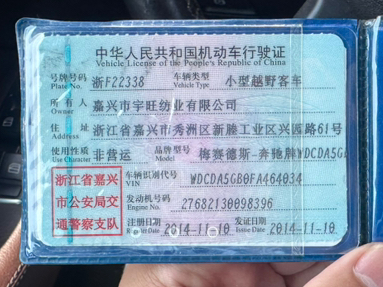 中华人民共和国机动车行驶证
Vehicle License of the People's Republic of China
号牌号码 浙F22338 车辆类型 小型越野客车
Plate No. Vehicle Type
所有人 嘉兴市宇旺纺业有限公司
Owner
住址 浙江省嘉兴市秀洲区新塍工业区兴园路61号
Address
使用性质 非营运 品牌型号 梅赛德斯-奔驰牌WDCDA5G
Use Character Model
浙江省嘉兴
市公安局交
通警察支队
车辆识别代号 WDCDA5GB0FA464034
VIN
发动机号码 27682130098396
Engine No.
注册日期 2014-11-10 发证日期 2014-11-10
Register Date Issue Date